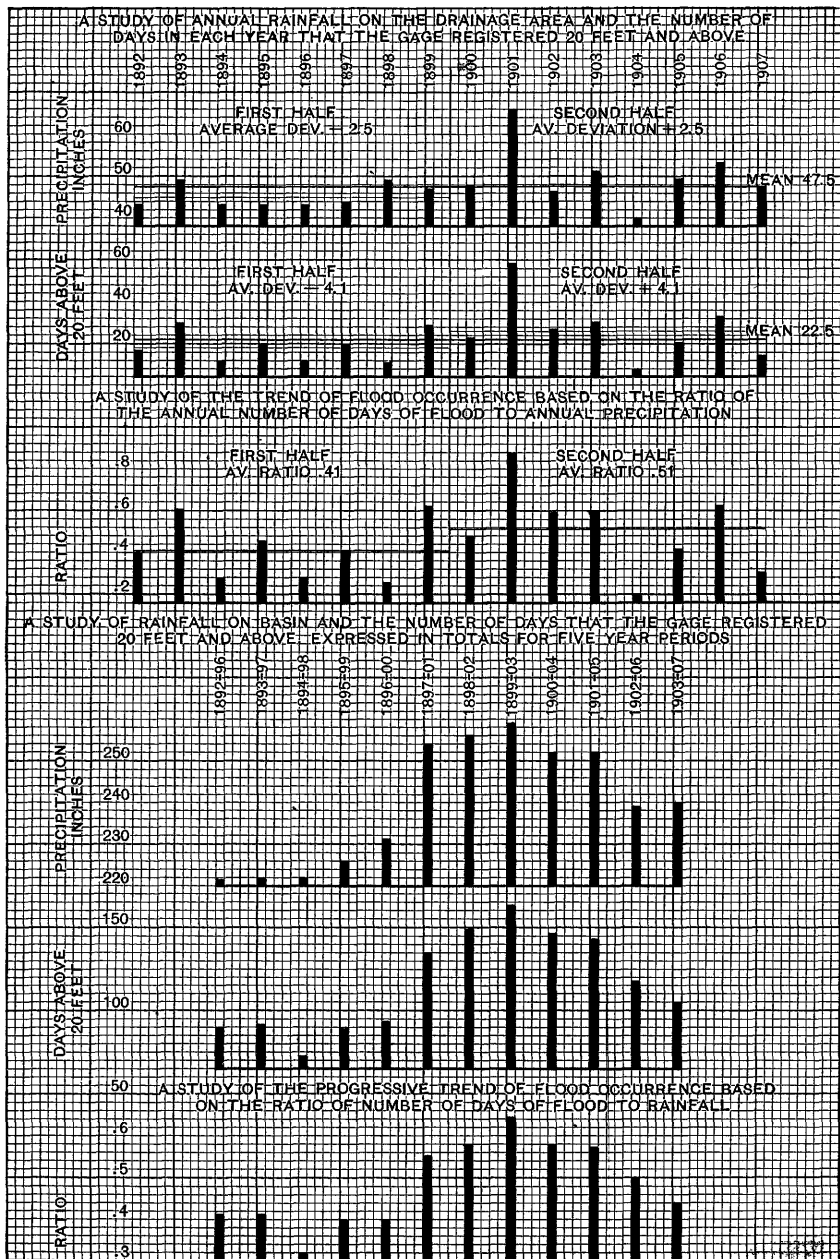 A STUDY OF ANNUAL RAINFALL ON THE DRAINAGE AREA AND THE NUMBER OF
DAYS IN EACH YEAR THAT THE GAGE REGISTERED 20 FEET AND ABOVE
1892 1893 1894 1895 1896 1897 1898 1899 1900 1901 1902 1903 1904 1905 1906 1907
PRECIPITATION
INCHES
60
50
40
FIRST HALF
AVERAGE DEV. - 2.5
SECOND HALF
AV. DEVIATION + 2.5
MEAN 47.5
DAYS ABOVE
20 FEET
60
40
20
FIRST HALF
AV. DEV. - 4.1
SECOND HALF
AV. DEV. + 4.1
MEAN 22.5
A STUDY OF THE TREND OF FLOOD OCCURRENCE BASED ON THE RATIO OF
THE ANNUAL NUMBER OF DAYS OF FLOOD TO ANNUAL PRECIPITATION
RATIO
.8
.6
.4
.2
FIRST HALF
AV. RATIO .41
SECOND HALF
AV. RATIO .51
A STUDY OF RAINFALL ON BASIN AND THE NUMBER OF DAYS THAT THE GAGE REGISTERED
20 FEET AND ABOVE, EXPRESSED IN TOTALS FOR FIVE YEAR PERIODS
1892-96 1893-97 1894-98 1895-99 1896-00 1897-01 1898-02 1899-03 1900-04 1901-05 1902-06 1903-07
PRECIPITATION
INCHES
250
240
230
220
DAYS ABOVE
20 FEET
150
100
50
A STUDY OF THE PROGRESSIVE TREND OF FLOOD OCCURRENCE BASED
ON THE RATIO OF NUMBER OF DAYS OF FLOOD TO RAINFALL
RATIO
.6
.5
.4
.3